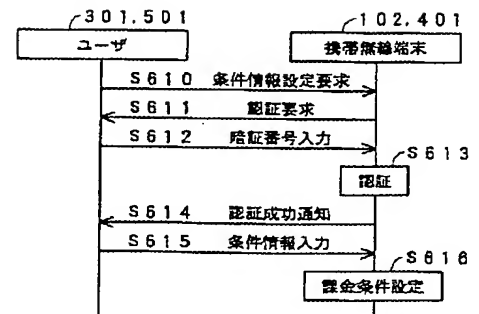 301,501
102,401
ユーザ
携帯無線端末
S610 条件情報設定要求
S611 認証要求
S612 暗証番号入力
S613
認証
S614 認証成功通知
S615 条件情報入力
S616
課金条件設定